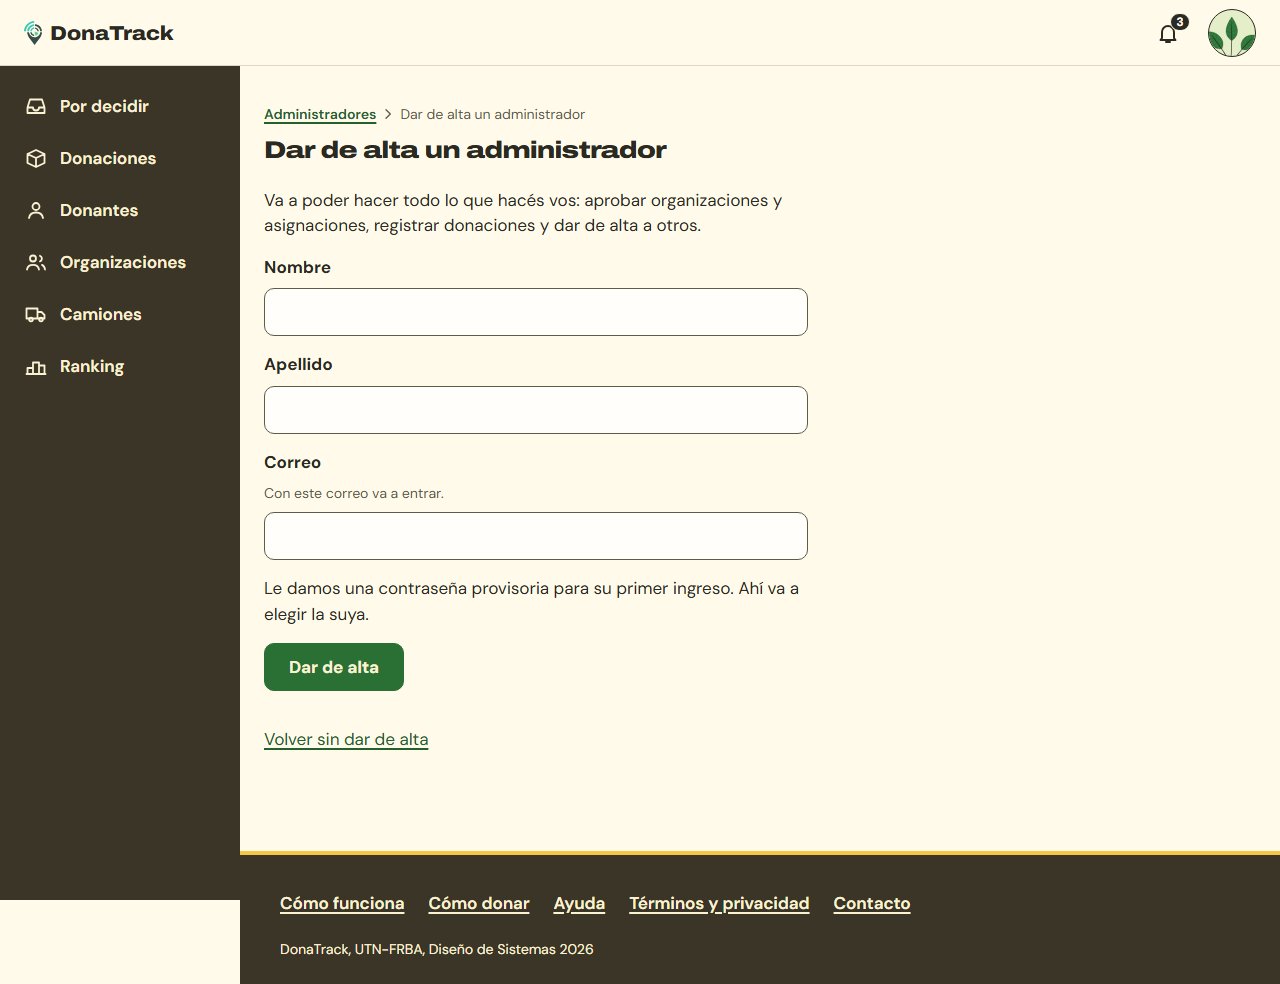 DonaTrack
3
Por decidir
Donaciones
Donantes
Organizaciones
Camiones
Ranking
Administradores > Dar de alta un administrador
Dar de alta un administrador
Va a poder hacer todo lo que hacés vos: aprobar organizaciones y
asignaciones, registrar donaciones y dar de alta a otros.
Nombre
Apellido
Correo
Con este correo va a entrar.
Le damos una contraseña provisoria para su primer ingreso. Ahí va a
elegir la suya.
Dar de alta
Volver sin dar de alta
Cómo funciona Cómo donar Ayuda Términos y privacidad Contacto
DonaTrack, UTN-FRBA, Diseño de Sistemas 2026